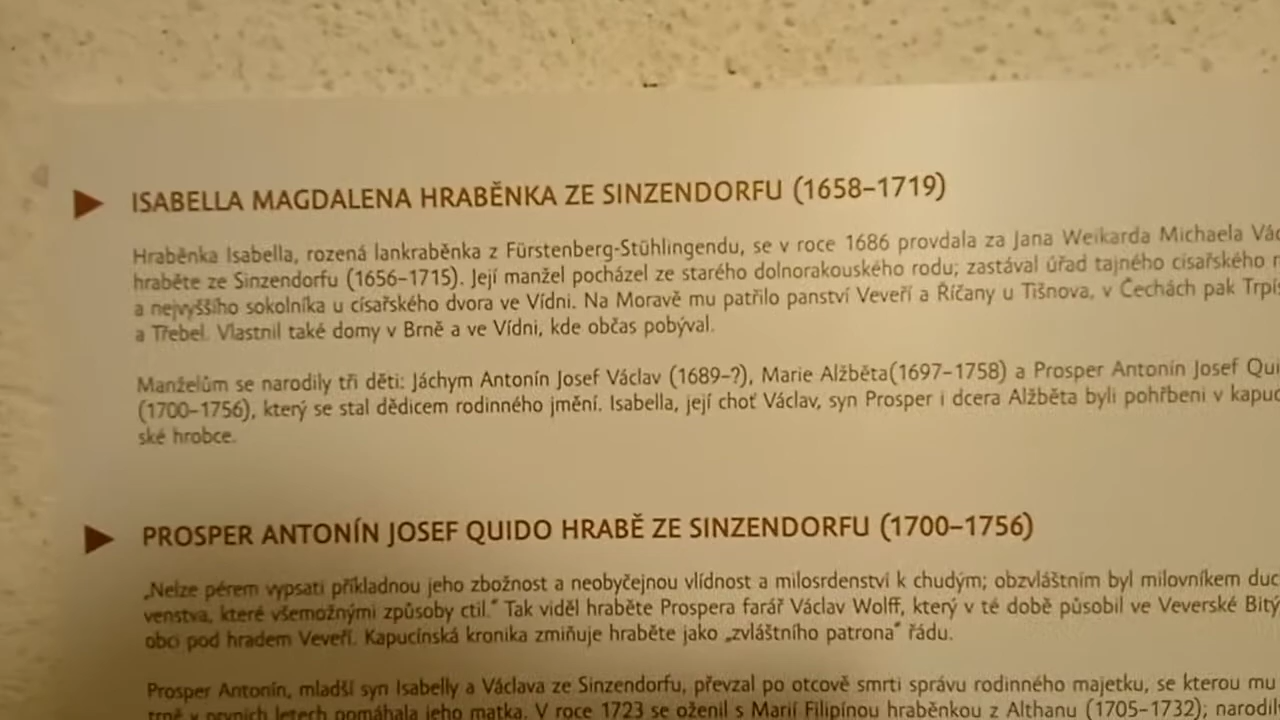 ISABELLA MAGDALENA HRABĚNKA ZE SINZENDORFU (1658–1719)
Hraběnka Isabella, rozená lankraběnka z Fürstenberg-Stühlingendu, se v roce 1686 provdala za Jana Weikarda Michaela Vác
hraběte ze Sinzendorfu (1656–1715). Její manžel pocházel ze starého dolnorakouského rodu; zastával úřad tajného císařského r
a nejvyššího sokolníka u císařského dvora ve Vídni. Na Moravě mu patřilo panství Veveří a Říčany u Tišnova, v Čechách pak Trpís
a Třebel. Vlastnil také domy v Brně a ve Vídni, kde občas pobýval.
Manželům se narodily tři děti: Jáchym Antonín Josef Václav (1689–?), Marie Alžběta(1697–1758) a Prosper Antonín Josef Qui
(1700–1756), který se stal dědicem rodinného jmění. Isabella, její choť Václav, syn Prosper i dcera Alžběta byli pohřbeni v kapuc
ské hrobce.
PROSPER ANTONÍN JOSEF QUIDO HRABĚ ZE SINZENDORFU (1700–1756)
„Nelze pérem vypsati příkladnou jeho zbožnost a neobyčejnou vlídnost a milosrdenství k chudým; obzvláštním byl milovníkem duc
venstva, které všemožnými způsoby ctil.“ Tak viděl hraběte Prospera farář Václav Wolff, který v té době působil ve Veverské Bitý
obci pod hradem Veveří. Kapucínská kronika zmiňuje hraběte jako „zvláštního patrona“ řádu.
Prosper Antonín, mladší syn Isabelly a Václava ze Sinzendorfu, převzal po otcově smrti správu rodinného majetku, se kterou mu
trně v prvních letech pomáhala jeho matka. V roce 1723 se oženil s Marií Filipínou hraběnkou z Althanu (1705–1732); narodil